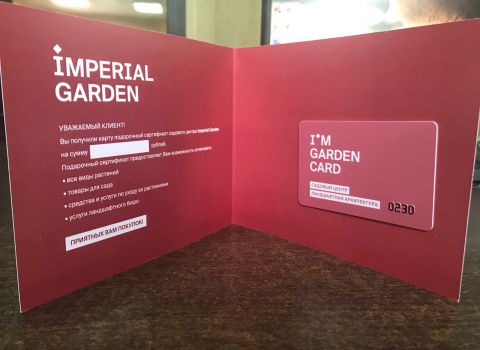 IMPERIAL
GARDEN
УВАЖАЕМЫЙ КЛИЕНТ!
Вы получили карту подарочный сертификат садового центра Imperial Garden
на сумму рублей.
Подарочный сертификат предоставляет Вам возможность оплачивать:
• все виды растений
• товары для сада
• средства и услуги по уходу за растениями
• услуги ландшафтного бюро
ПРИЯТНЫХ ВАМ ПОКУПОК!
I'M
GARDEN
CARD
САДОВЫЙ ЦЕНТР
ЛАНДШАФТНАЯ АРХИТЕКТУРА
0230